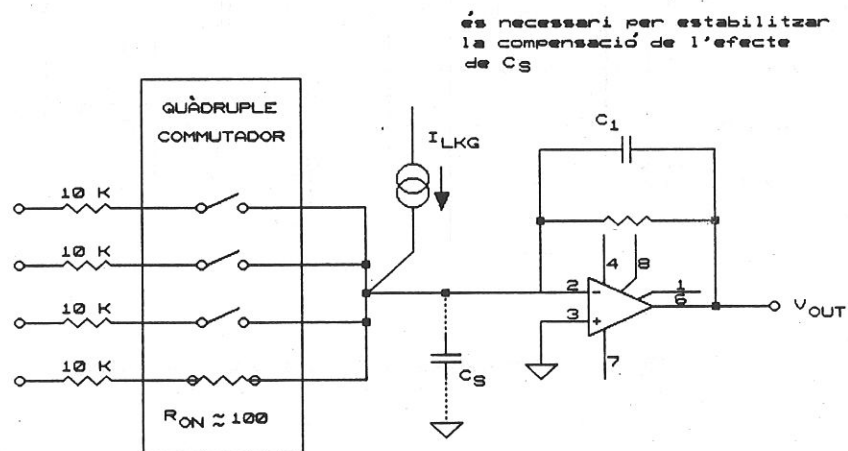 és necessari per estabilitzar
la compensació de l'efecte
de CS
QUÀDRUPLE
COMMUTADOR
ILKG
C1
10 K
10 K
10 K
10 K
4
8
2
1
6
3
7
VOUT
CS
RON ≈ 100